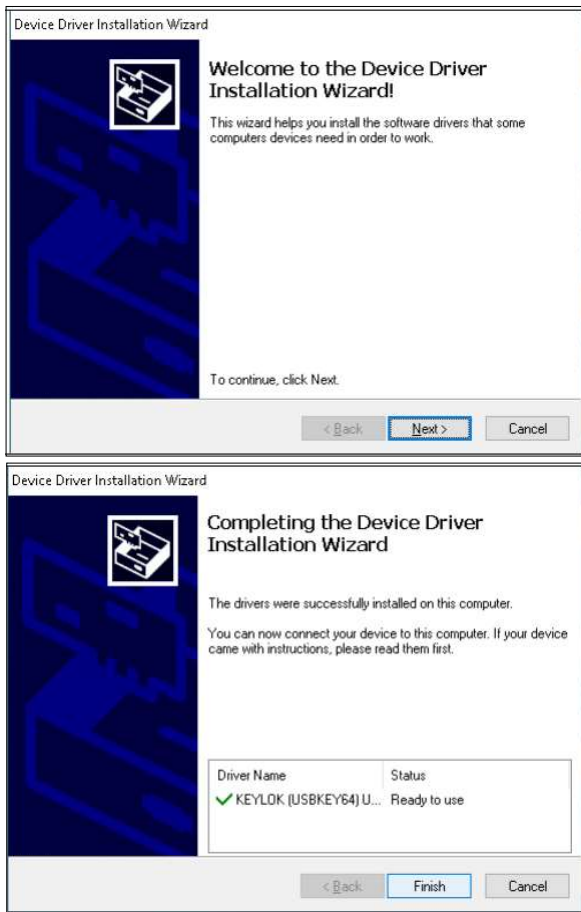 Device Driver Installation Wizard
Welcome to the Device Driver
Installation Wizard!
This wizard helps you install the software drivers that some
computers devices need in order to work.
To continue, click Next.
< Back
Next >
Cancel
Device Driver Installation Wizard
Completing the Device Driver
Installation Wizard
The drivers were successfully installed on this computer.
You can now connect your device to this computer. If your device
came with instructions, please read them first.
Driver Name Status
KEYLOK (USBKEY64) U... Ready to use
< Back
Finish
Cancel